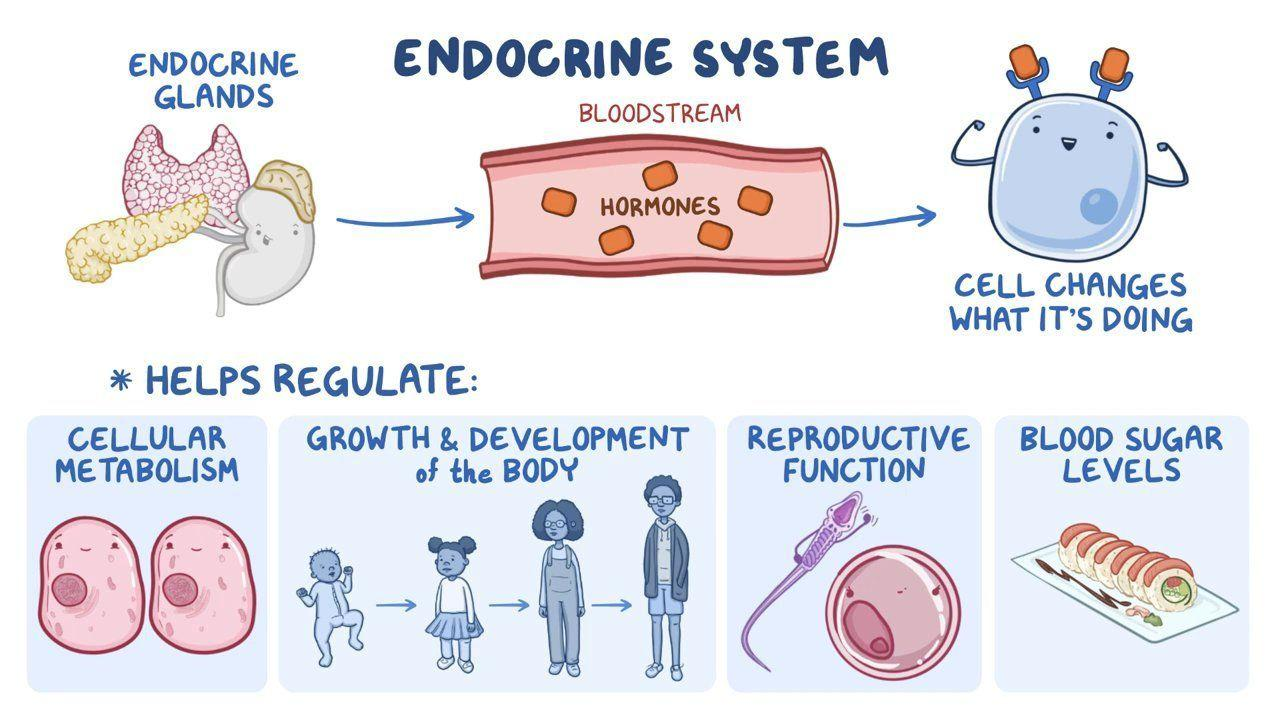 ENDOCRINE SYSTEM
ENDOCRINE
GLANDS
BLOODSTREAM
HORMONES
CELL CHANGES
WHAT IT'S DOING
* HELPS REGULATE:
CELLULAR
METABOLISM
GROWTH & DEVELOPMENT
of the BODY
REPRODUCTIVE
FUNCTION
BLOOD SUGAR
LEVELS